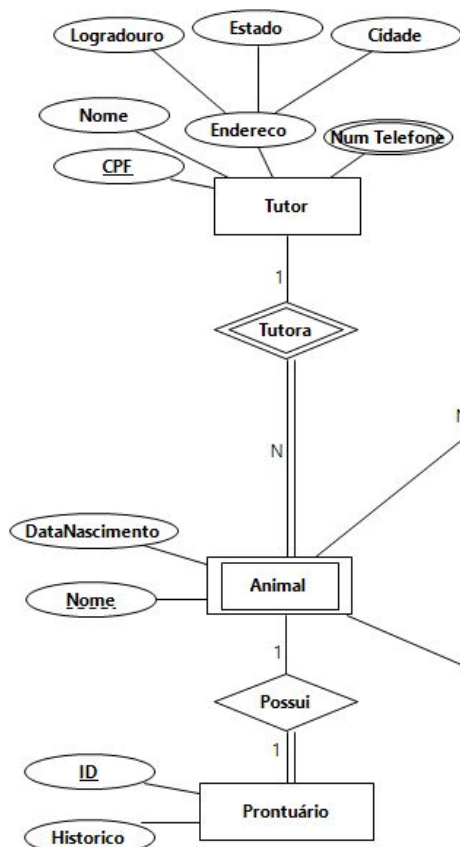 Logradouro
Estado
Cidade
Nome
Endereco
Num Telefone
CPF
Tutor
1
Tutora
N
N
DataNascimento
Animal
Nome
1
Possui
1
ID
Prontuário
Historico